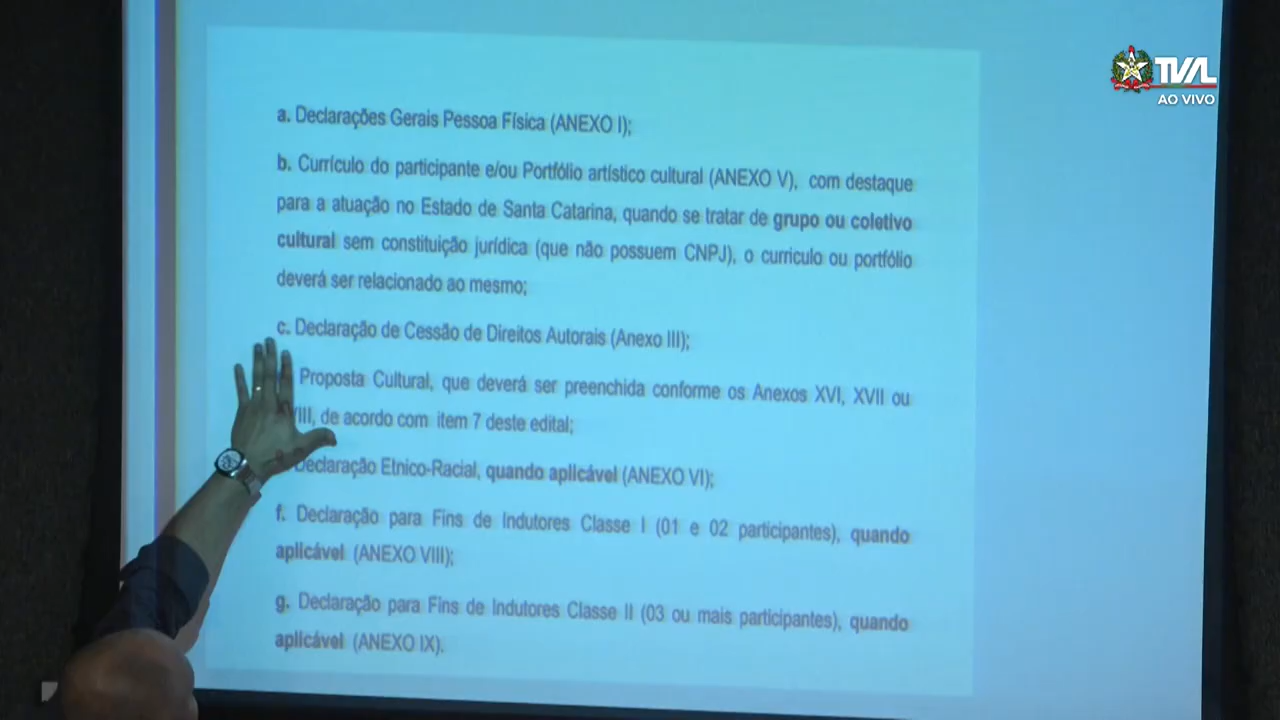 TVAL
AO VIVO
a. Declarações Gerais Pessoa Física (ANEXO I);
b. Currículo do participante e/ou Portfólio artístico cultural (ANEXO V), com destaque
para a atuação no Estado de Santa Catarina, quando se tratar de grupo ou coletivo
cultural sem constituição jurídica (que não possuem CNPJ), o curriculo ou portfólio
deverá ser relacionado ao mesmo;
c. Declaração de Cessão de Direitos Autorais (Anexo III);
Proposta Cultural, que deverá ser preenchida conforme os Anexos XVI, XVII ou
VIII, de acordo com item 7 deste edital;
Declaração Etnico-Racial, quando aplicável (ANEXO VI);
f. Declaração para Fins de Indutores Classe I (01 e 02 participantes), quando
aplicável (ANEXO VIII);
g. Declaração para Fins de Indutores Classe II (03 ou mais participantes), quando
aplicável (ANEXO IX).